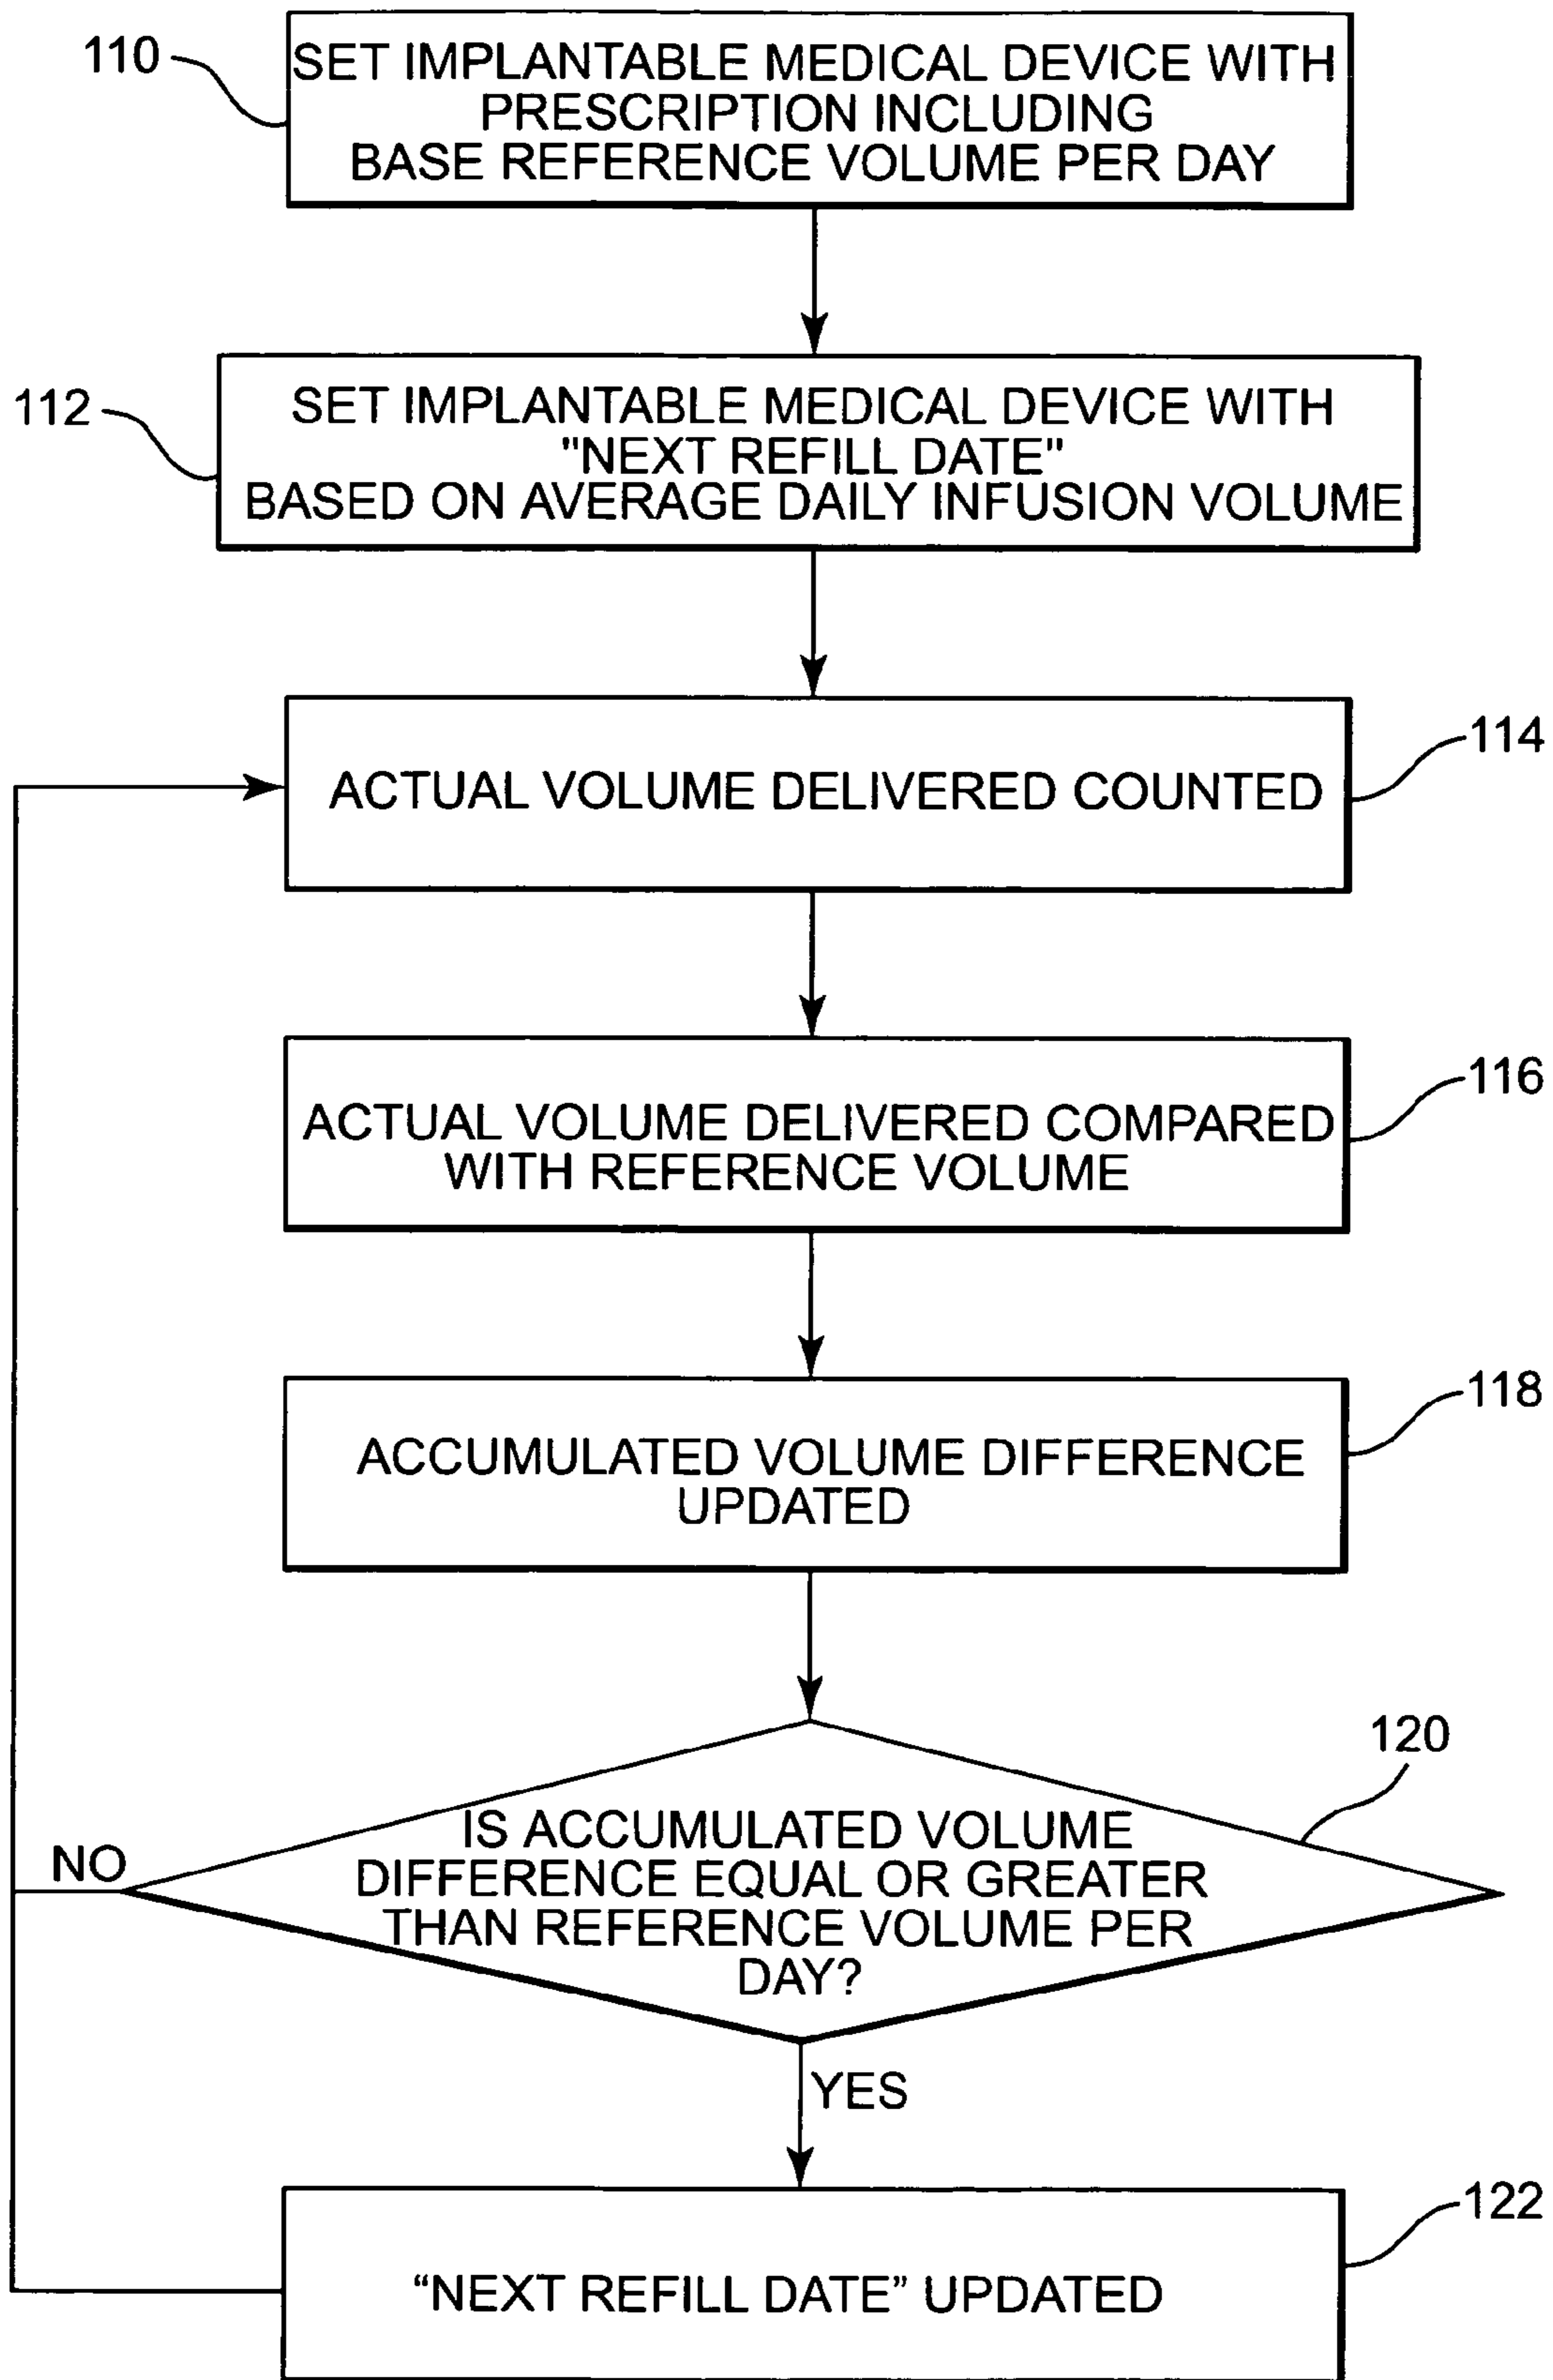 110
SET IMPLANTABLE MEDICAL DEVICE WITH
PRESCRIPTION INCLUDING
BASE REFERENCE VOLUME PER DAY
112
SET IMPLANTABLE MEDICAL DEVICE WITH
"NEXT REFILL DATE"
BASED ON AVERAGE DAILY INFUSION VOLUME
114
ACTUAL VOLUME DELIVERED COUNTED
116
ACTUAL VOLUME DELIVERED COMPARED
WITH REFERENCE VOLUME
118
ACCUMULATED VOLUME DIFFERENCE
UPDATED
120
IS ACCUMULATED VOLUME
DIFFERENCE EQUAL OR GREATER
THAN REFERENCE VOLUME PER
DAY?
NO
YES
122
“NEXT REFILL DATE” UPDATED